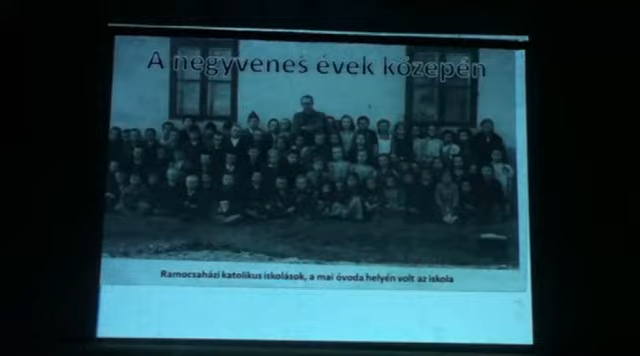 A negyvenes évek közepén
Ramocsaházi katolikus iskolások, a mai óvoda helyén volt az iskola